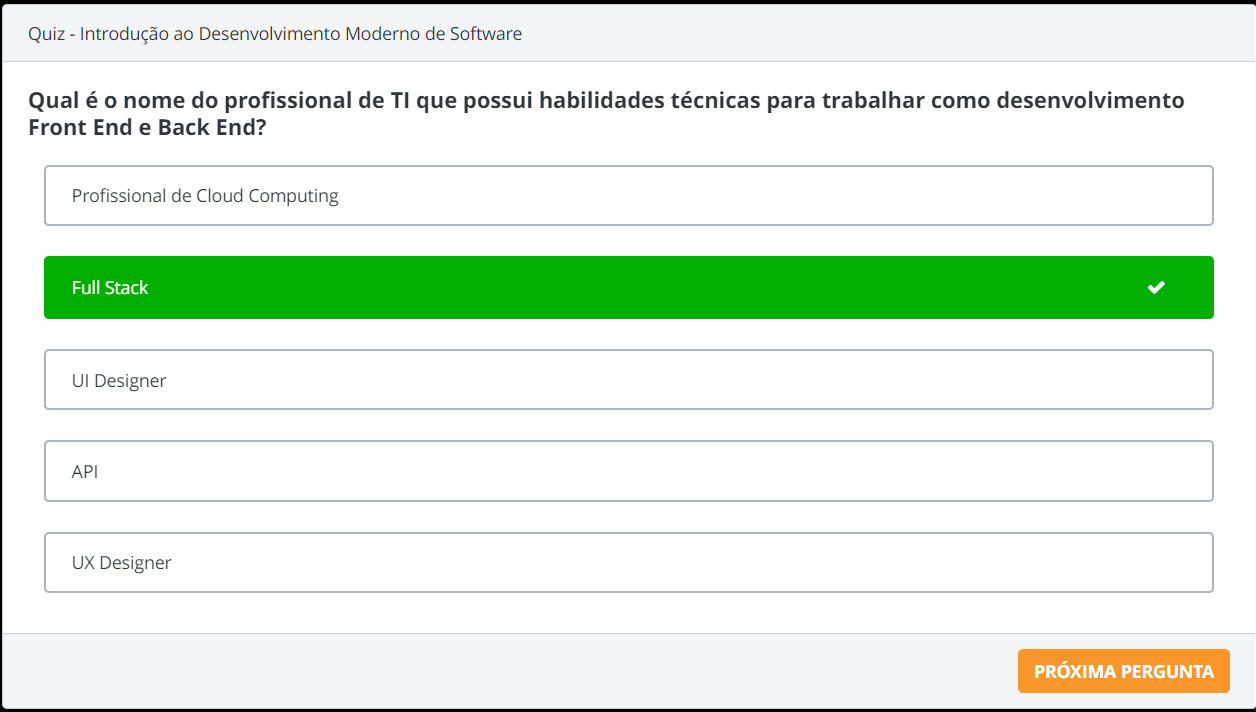 Quiz - Introdução ao Desenvolvimento Moderno de Software
Qual é o nome do profissional de TI que possui habilidades técnicas para trabalhar como desenvolvimento
Front End e Back End?
Profissional de Cloud Computing
Full Stack
UI Designer
API
UX Designer
PRÓXIMA PERGUNTA